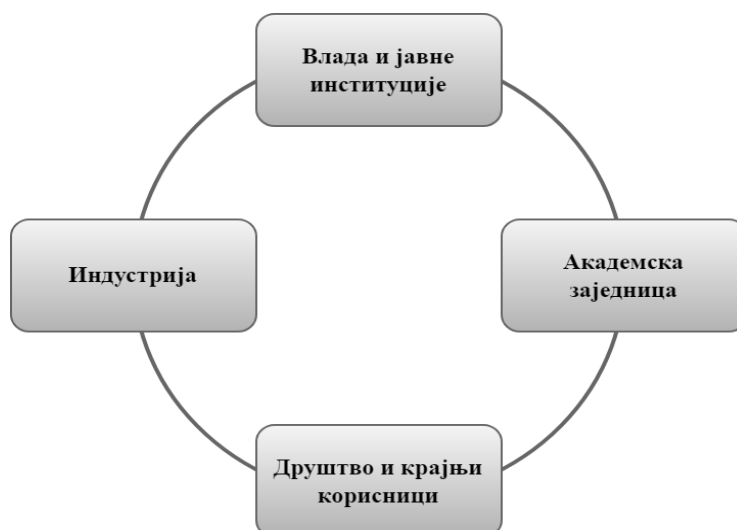 Влада и јавне
институције
Индустрија
Академска
заједница
Друштво и крајњи
корисници